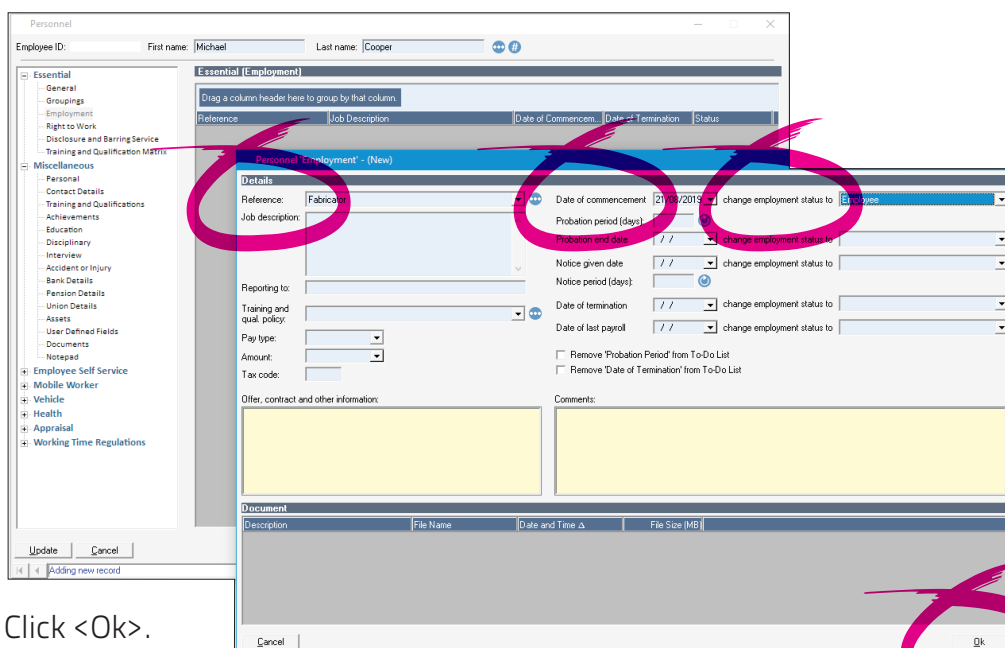 Personnel
Employee ID: First name: Michael Last name: Cooper
Essential
General
Groupings
Employment
Right to Work
Disclosure and Barring Service
Training and Qualification Matrix
Miscellaneous
Personal
Contact Details
Training and Qualifications
Achievements
Education
Disciplinary
Interview
Accident or Injury
Bank Details
Pension Details
Union Details
Assets
User Defined Fields
Documents
Notepad
Employee Self Service
Mobile Worker
Vehicle
Health
Appraisal
Working Time Regulations
Essential (Employment)
Drag a column header here to group by that column.
Reference Job Description Date of Commencem... Date of Termination Status
Personnel 'Employment' - (New)
Details
Reference: Fabricator
Job description:
Reporting to:
Training and
qual. policy:
Pay type:
Amount:
Tax code:
Date of commencement 21/08/2019 change employment status to Employee
Probation period (days):
Probation end date / / change employment status to
Notice given date / / change employment status to
Notice period (days):
Date of termination / / change employment status to
Date of last payroll / / change employment status to
Remove 'Probation Period' from To-Do List
Remove 'Date of Termination' from To-Do List
Offer, contract and other information: Comments:
Document
Description File Name Date and Time Δ File Size (MB)
Cancel Ok
Update Cancel
Adding new record
Click <Ok>.